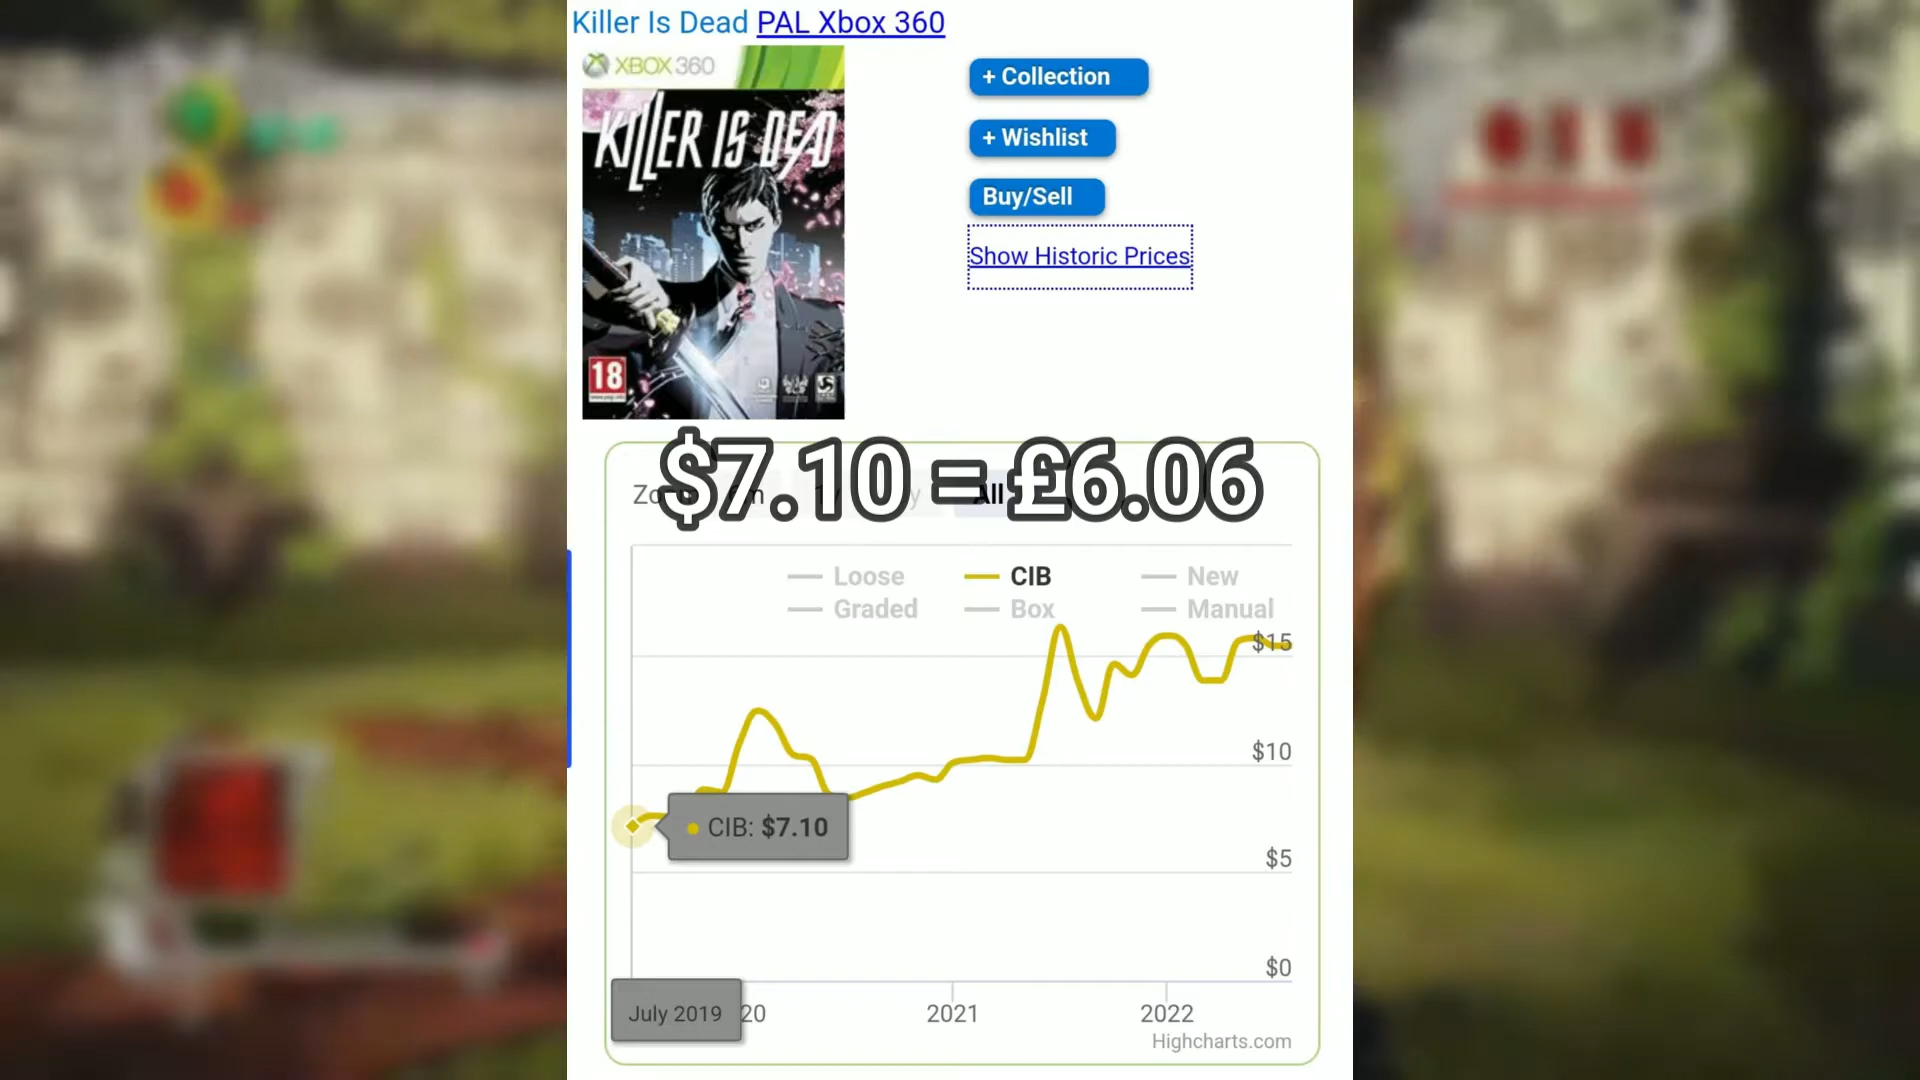 Killer Is Dead PAL Xbox 360
XBOX 360
KILLER IS DEAD
18
+ Collection
+ Wishlist
Buy/Sell
Show Historic Prices
$7.10 = £6.06
All
Loose CIB New
Graded Box Manual
$15
$10
CIB: $7.10
$5
$0
July 2019 20 2021 2022
Highcharts.com